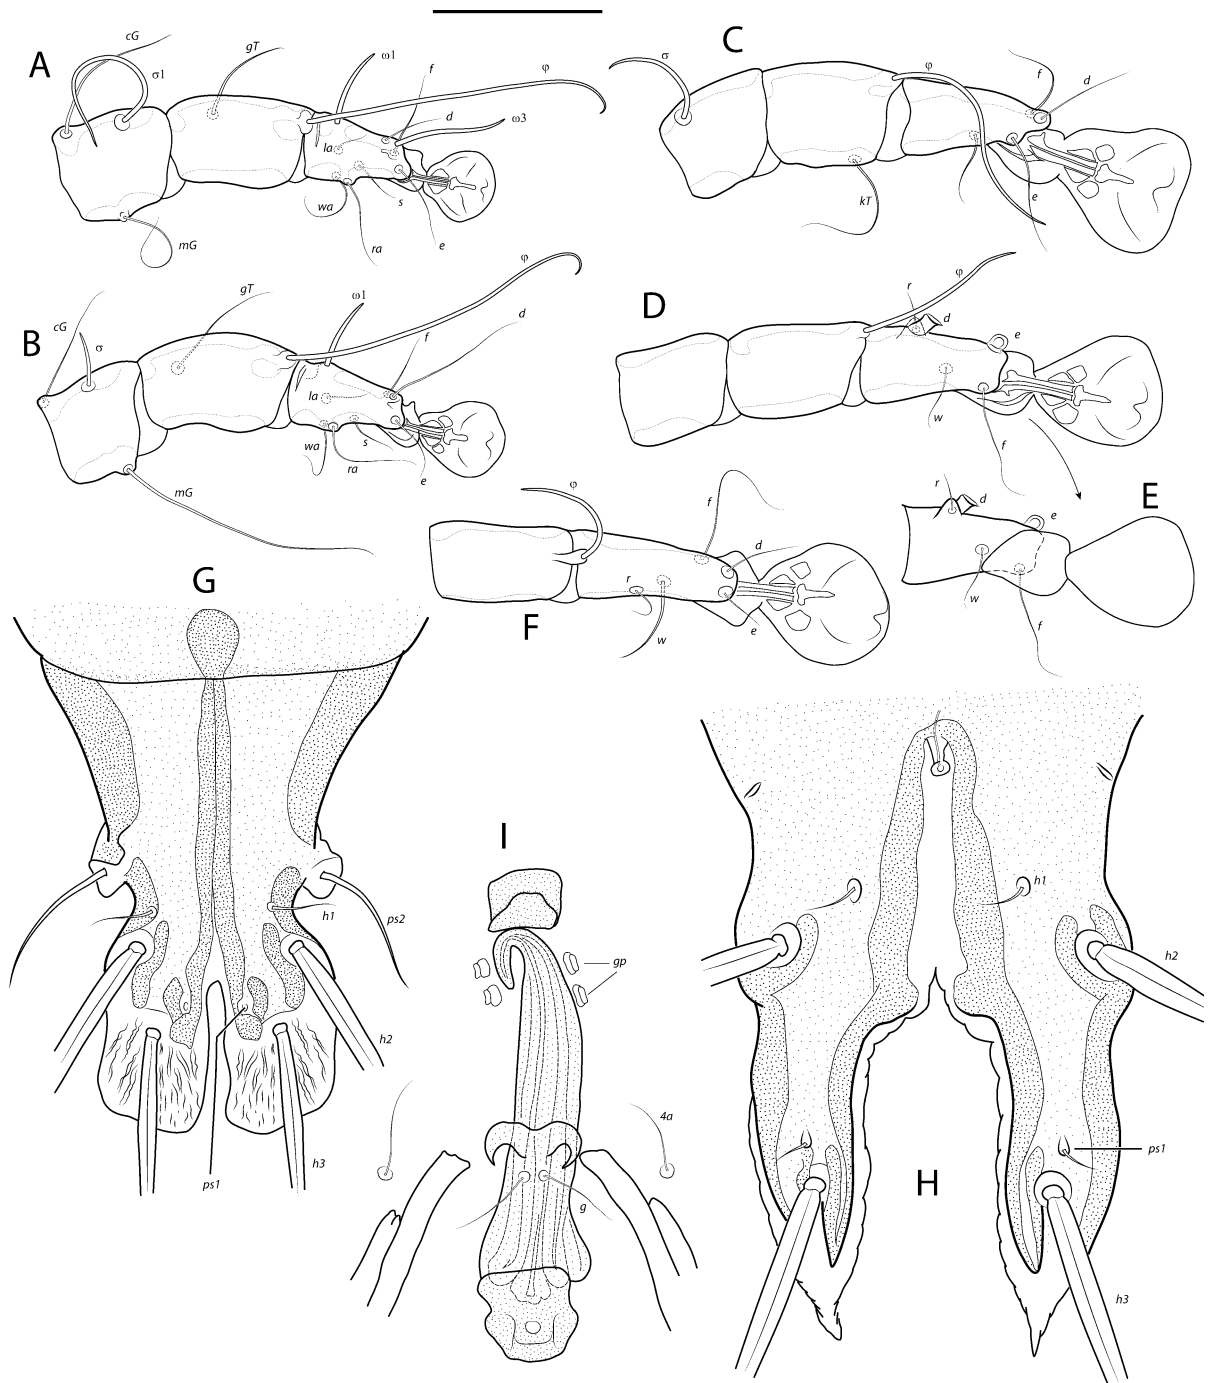 A
cG
σ1
gT
ω1
f
φ
la
d
ω3
wa
s
ra
e
mG
C
σ
φ
f
d
kT
e
B
cG
σ
gT
ω1
φ
f
d
la
wa
s
ra
e
mG
D
φ
r
d
e
w
f
E
r
d
e
w
f
F
φ
f
d
r
w
e
G
h1
ps2
h2
h3
ps1
H
h1
h2
ps1
h3
I
gp
4a
g